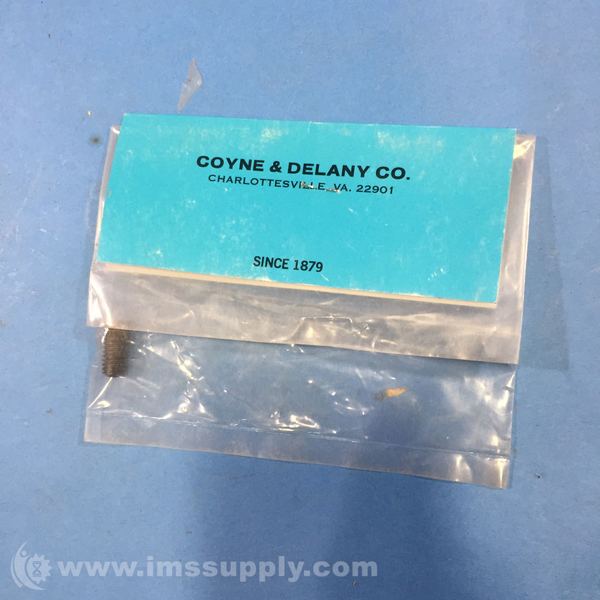 COYNE & DELANY CO.
CHARLOTTESVILLE, VA. 22901
SINCE 1879
www.imssupply.com